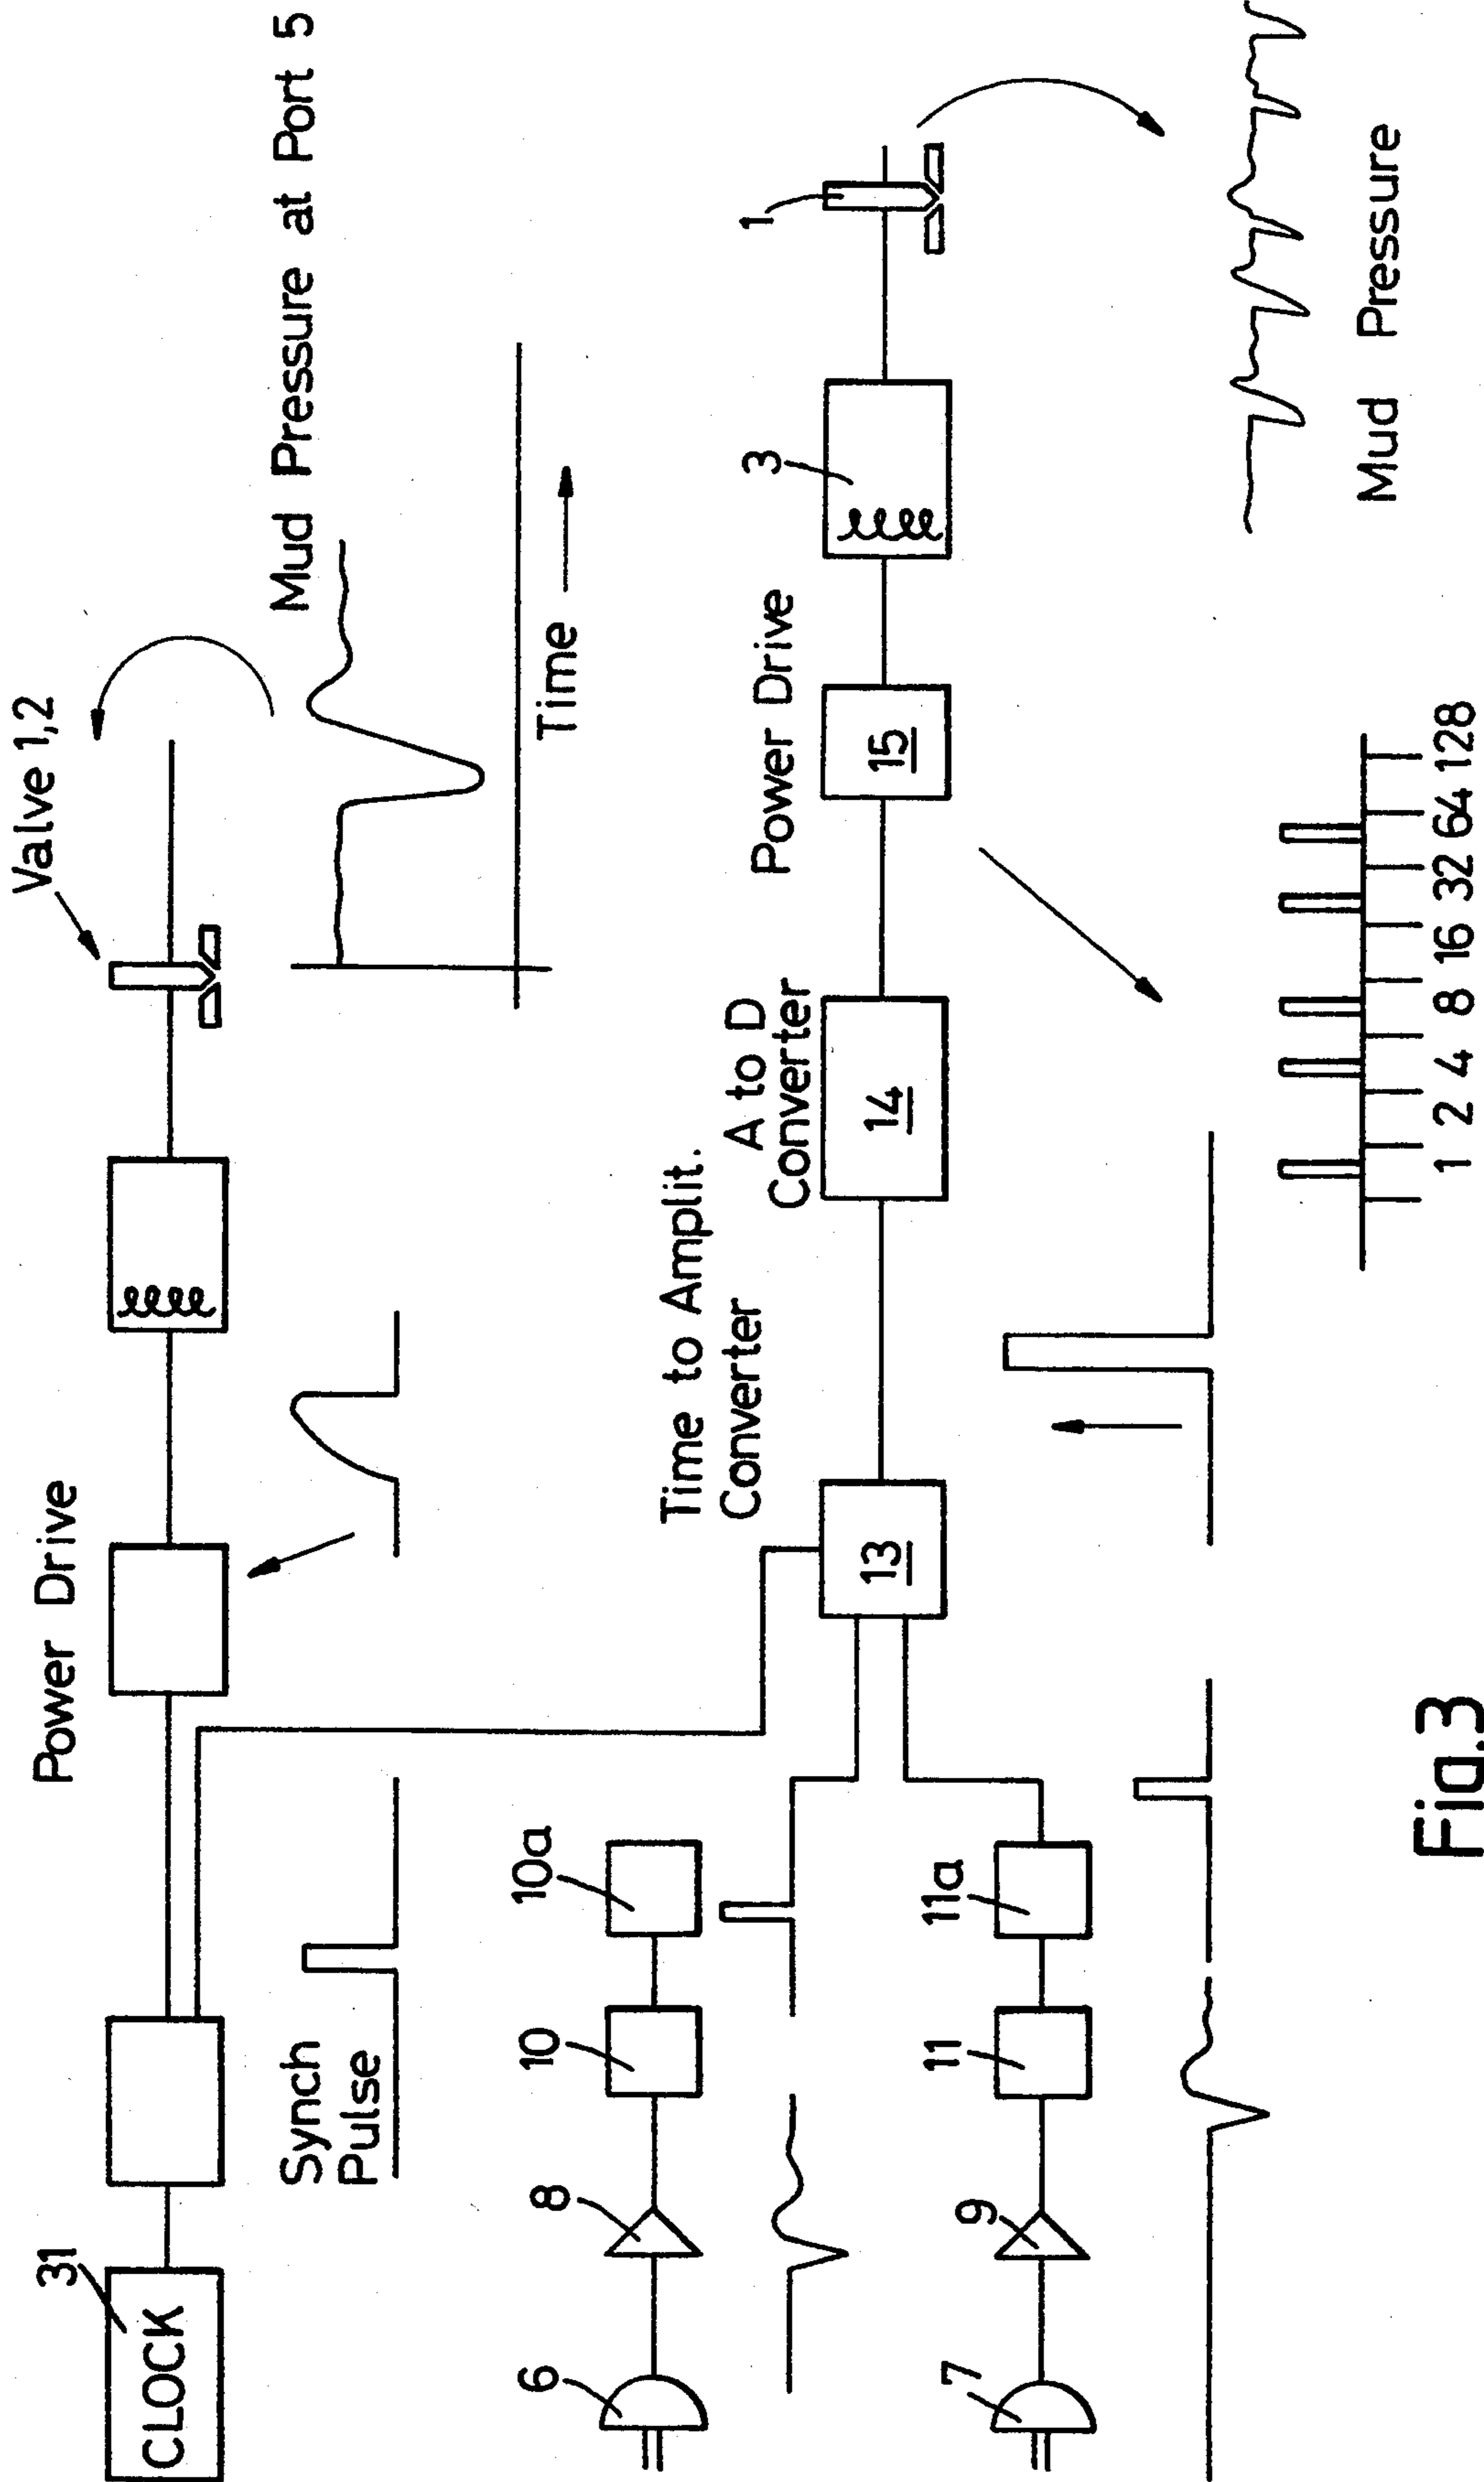 31
CLOCK
Synch
Pulse
Power Drive
Valve 1,2
Mud Pressure at Port 5
Time
6
8
10
10a
7
9
11
11a
Time to Amplit.
Converter
13
A to D
Converter
14
Power Drive
15
3
1
1 2 4 8 16 32 64 128
Mud Pressure
Fig.3